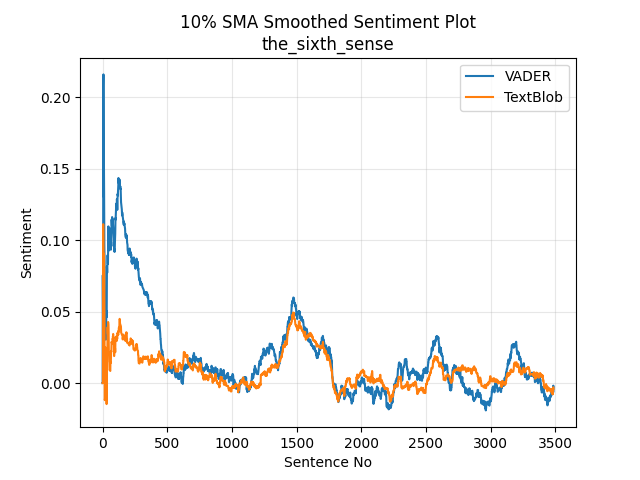 10% SMA Smoothed Sentiment Plot
the_sixth_sense
VADER
TextBlob
Sentiment
0.20
0.15
0.10
0.05
0.00
0 500 1000 1500 2000 2500 3000 3500
Sentence No